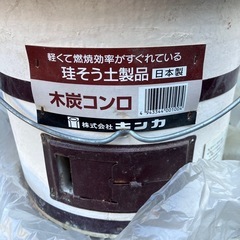 軽くて燃焼効率がすぐれている
珪そう土製品 日本製
木炭コンロ
株式会社キンカ